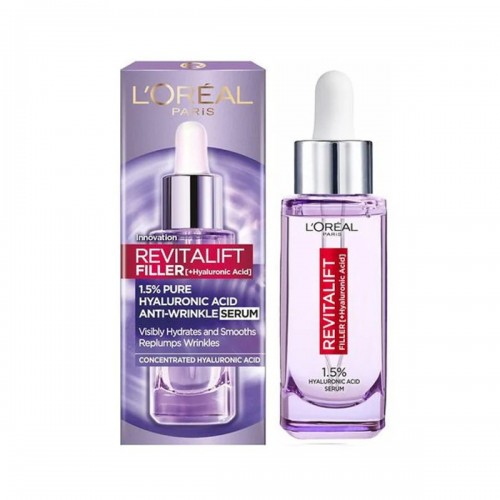 L'ORÉAL
PARIS
Innovation
REVITALIFT
FILLER [+Hyaluronic Acid]
1.5% PURE
HYALURONIC ACID
ANTI-WRINKLE SERUM
Visibly Hydrates and Smooths
Replumps Wrinkles
CONCENTRATED HYALURONIC ACID
L'ORÉAL
PARIS
REVITALIFT
FILLER [+Hyaluronic Acid]
1.5%
HYALURONIC ACID
SERUM